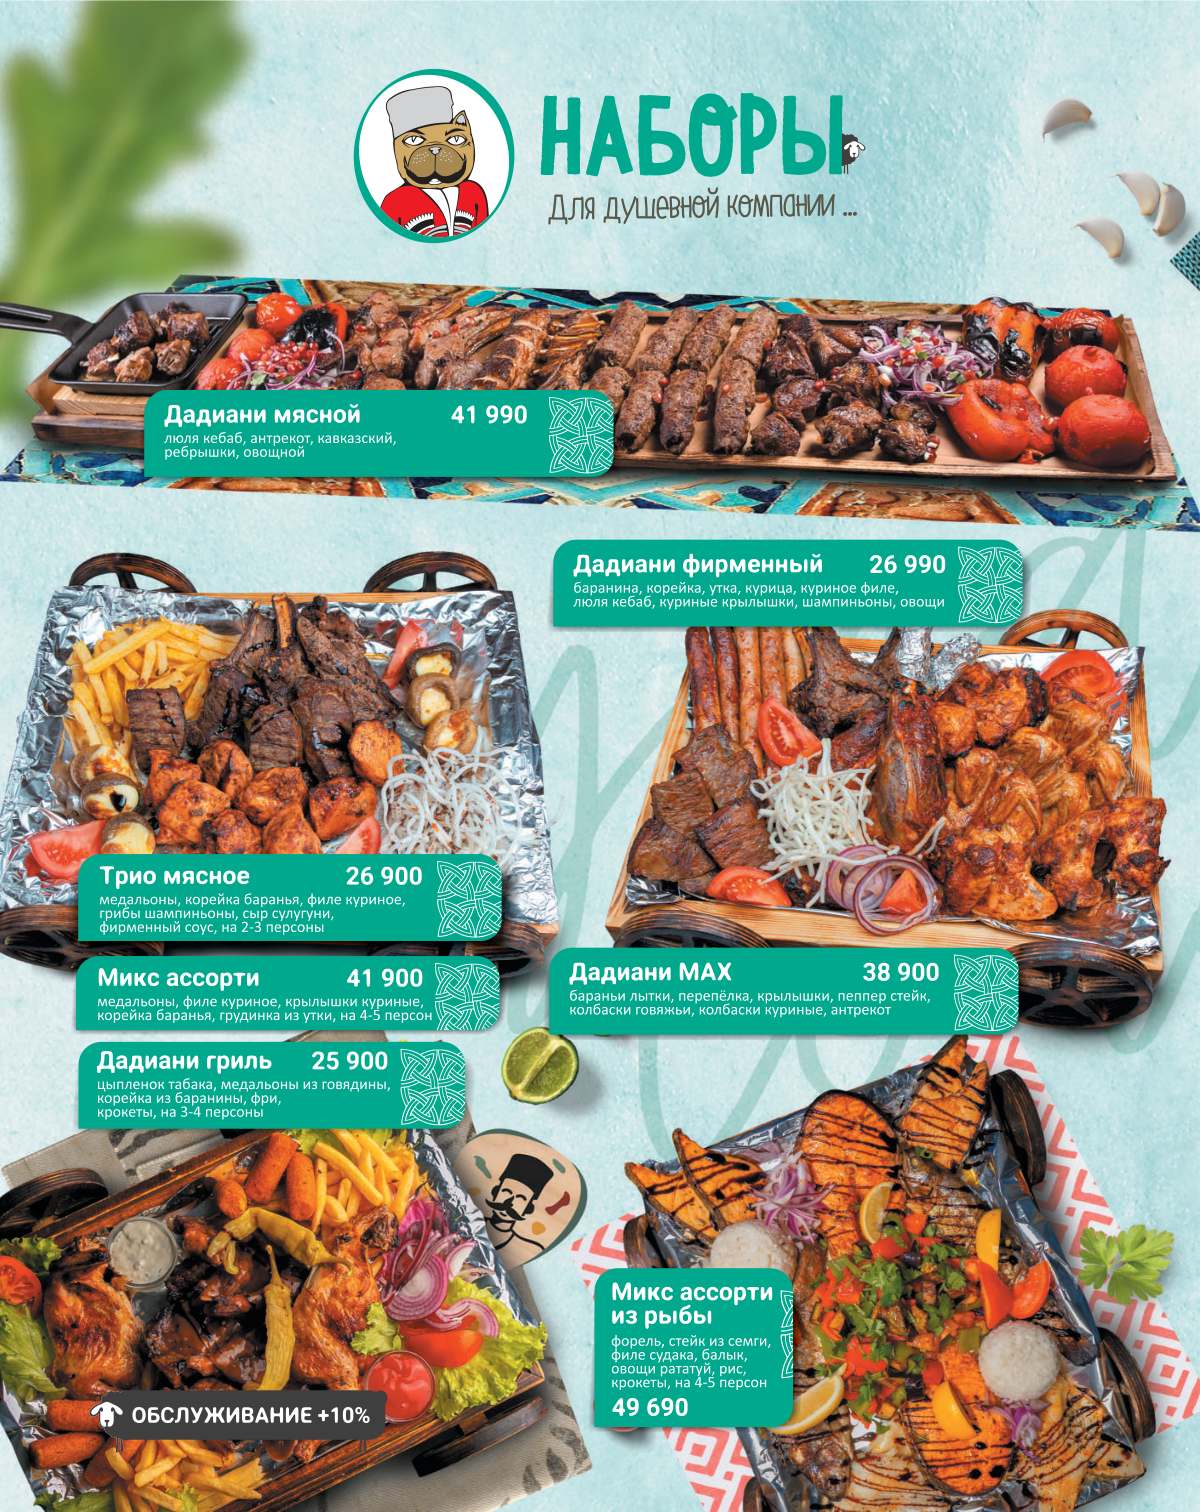 НАБОРЫ
Для душевной компании ...
Дадиани мясной 41 990
люля кебаб, антрекот, кавказский,
ребрышки, овощной
Дадиани фирменный 26 990
баранина, корейка, утка, курица, куриное филе,
люля кебаб, куриные крылышки, шампиньоны, овощи
Трио мясное 26 900
медальоны, корейка баранья, филе куриное,
грибы шампиньоны, сыр сулугуни,
фирменный соус, на 2-3 персоны
Микс ассорти 41 900
медальоны, филе куриное, крылышки куриные,
корейка баранья, грудинка из утки, на 4-5 персон
Дадиани МАХ 38 900
бараньи лытки, перепёлка, крылышки, пеппер стейк,
колбаски говяжьи, колбаски куриные, антрекот
Дадиани гриль 25 900
цыпленок табака, медальоны из говядины,
корейка из баранины, фри,
крокеты, на 3-4 персоны
Микс ассорти
из рыбы
форель, стейк из семги,
филе судака, балык,
овощи рататуй, рис,
крокеты, на 4-5 персон
49 690
ОБСЛУЖИВАНИЕ +10%